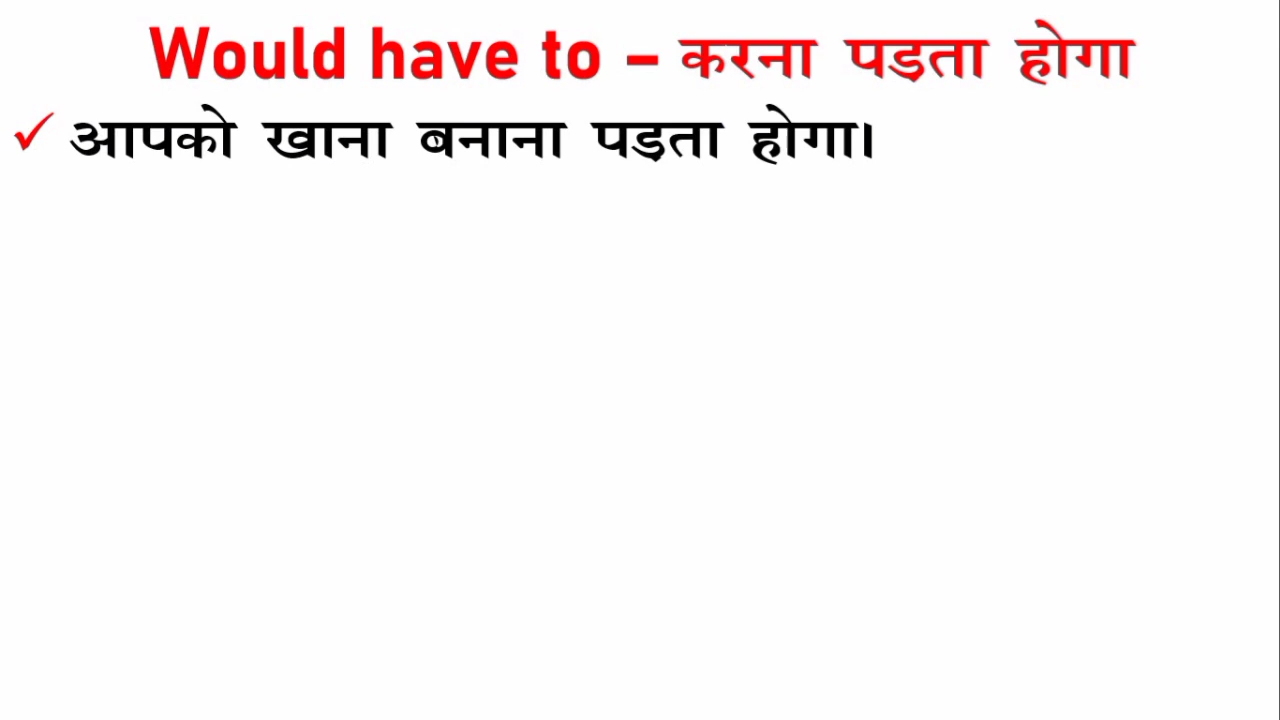 Would have to – करना पड़ता होगा
✓ आपको खाना बनाना पड़ता होगा।